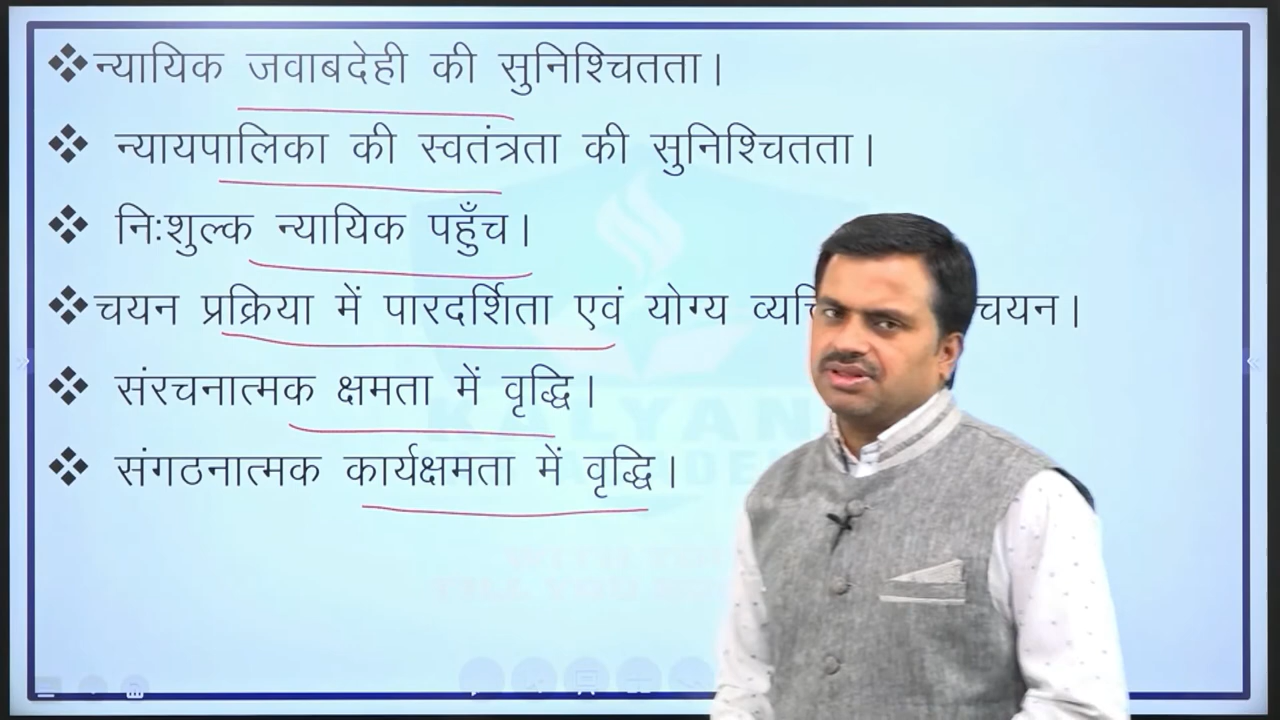 ❖न्यायिक जवाबदेही की सुनिश्चितता।
❖ न्यायपालिका की स्वतंत्रता की सुनिश्चितता।
❖ निःशुल्क न्यायिक पहुँच।
❖चयन प्रक्रिया में पारदर्शिता एवं योग्य चयन।
❖ संरचनात्मक क्षमता में वृद्धि।
❖ संगठनात्मक कार्यक्षमता में वृद्धि।
KALYAN